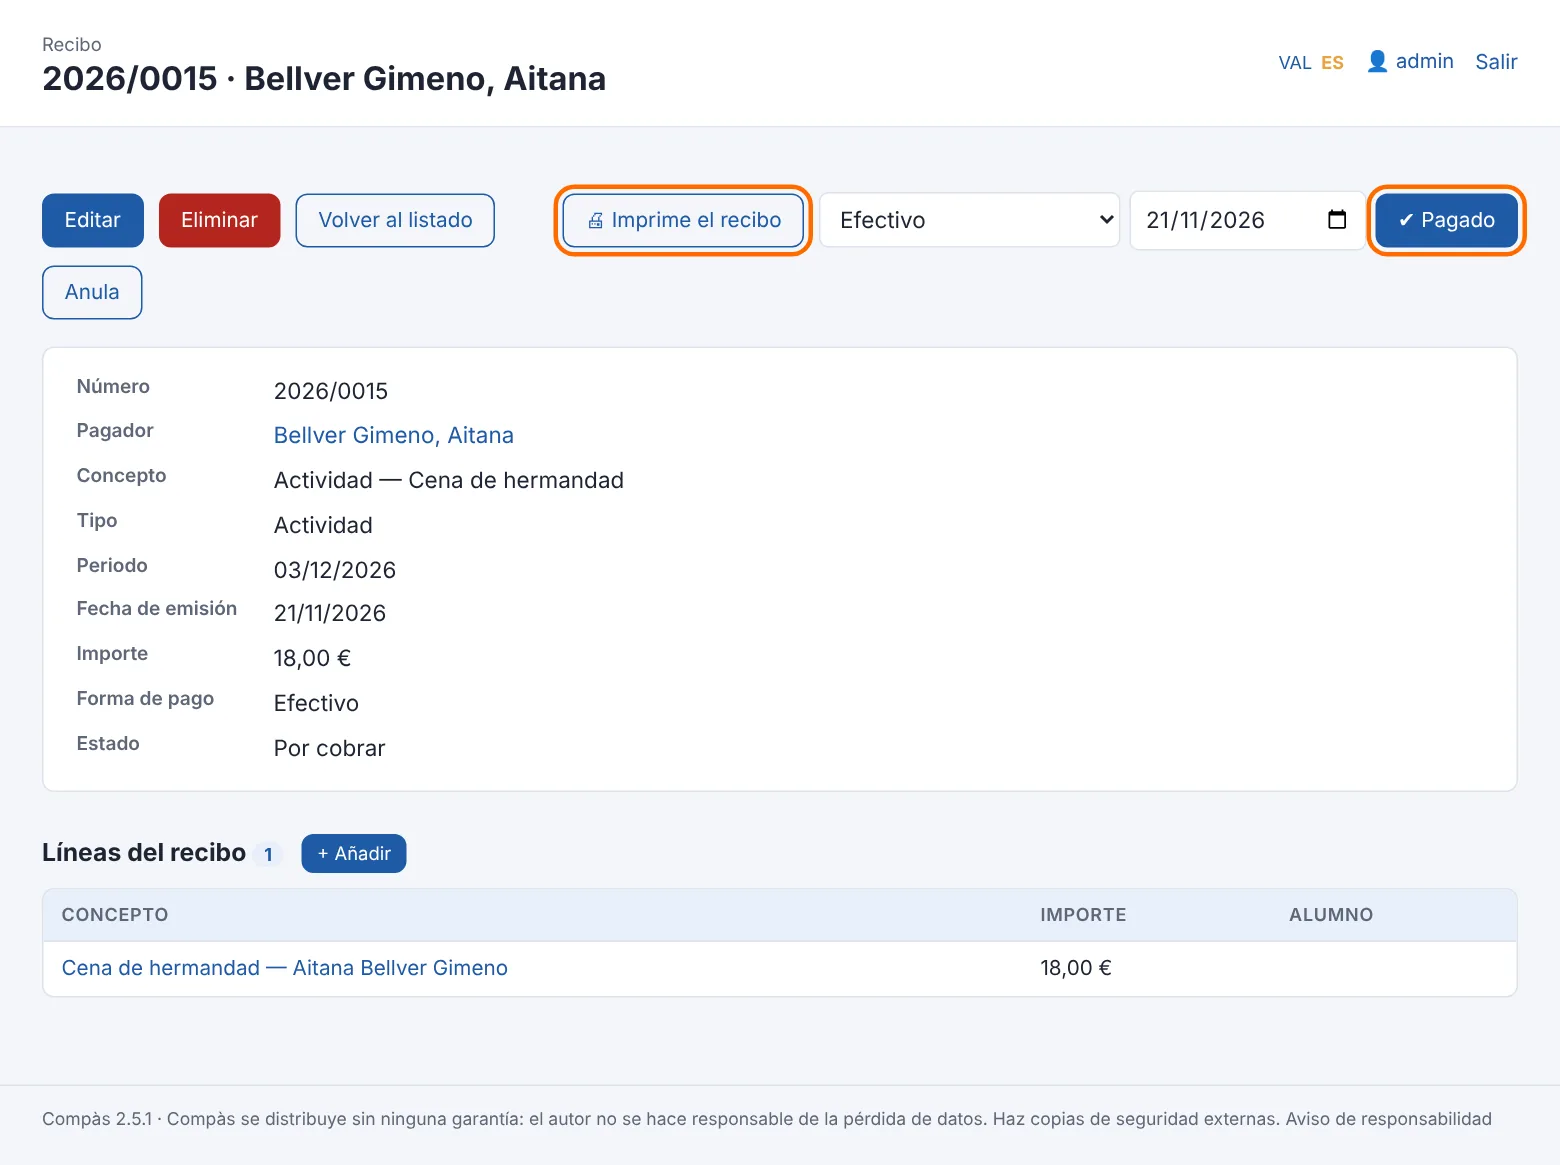 Recibo
2026/0015 · Bellver Gimeno, Aitana
VAL ES admin Salir
Editar Eliminar Volver al listado Imprime el recibo Efectivo 21/11/2026 ✔ Pagado
Anula
Número 2026/0015
Pagador Bellver Gimeno, Aitana
Concepto Actividad — Cena de hermandad
Tipo Actividad
Periodo 03/12/2026
Fecha de emisión 21/11/2026
Importe 18,00 €
Forma de pago Efectivo
Estado Por cobrar
Líneas del recibo 1 + Añadir
CONCEPTO IMPORTE ALUMNO
Cena de hermandad — Aitana Bellver Gimeno 18,00 €
Compàs 2.5.1 · Compàs se distribuye sin ninguna garantía: el autor no se hace responsable de la pérdida de datos. Haz copias de seguridad externas. Aviso de responsabilidad